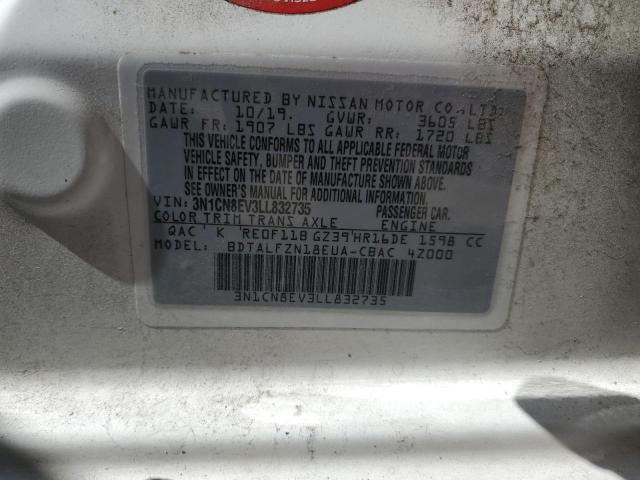 MANUFACTURED BY NISSAN MOTOR CO., LTD.
DATE: 10/19. GVWR: 3605 LBS
GAWR FR: 1907 LBS GAWR RR: 1720 LBS
THIS VEHICLE CONFORMS TO ALL APPLICABLE FEDERAL MOTOR
VEHICLE SAFETY, BUMPER AND THEFT PREVENTION STANDARDS
IN EFFECT ON THE DATE OF MANUFACTURE SHOWN ABOVE.
SEE OWNER'S MANUAL FOR ADDITIONAL INFORMATION.
VIN: 3N1CN8EV3LL832735 PASSENGER CAR.
COLOR TRIM TRANS AXLE ENGINE
QAC K RE0F11B GZ39 HR16DE 1598 CC
MODEL: BDTALFZN18EUA-CBAC 4Z000
3N1CN8EV3LL832735